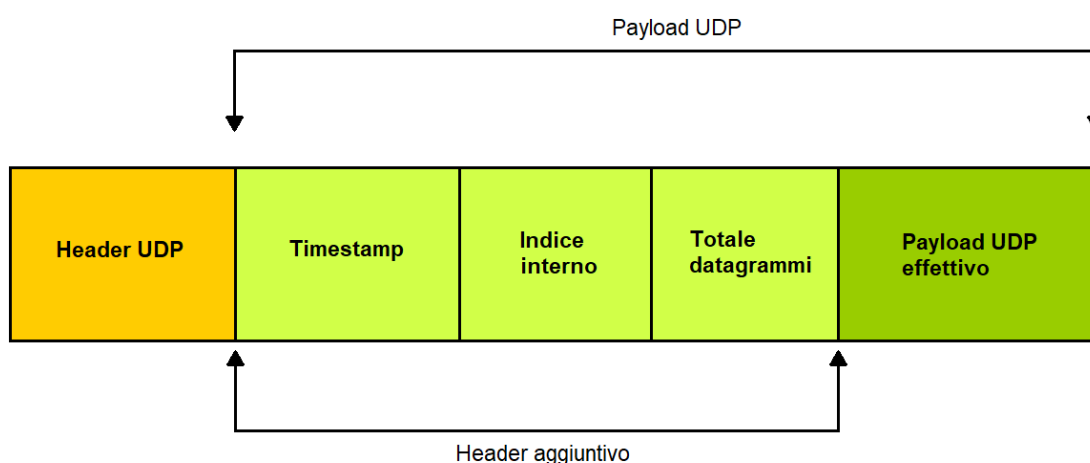 Payload UDP
Header UDP
Timestamp
Indice
interno
Totale
datagrammi
Payload UDP
effettivo
Header aggiuntivo